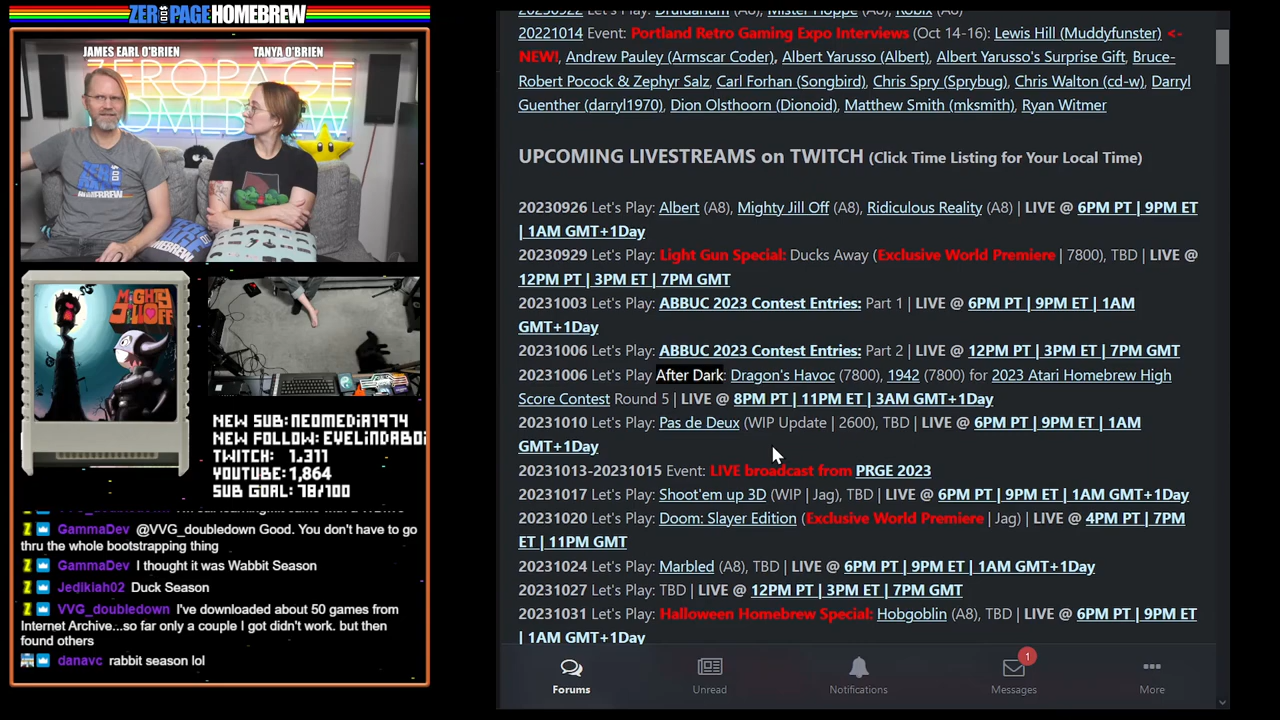 ZEROPAGE HOMEBREW
JAMES EARL O'BRIEN
TANYA O'BRIEN
ZEROPAGE
HOMEBREW
MIGHTY
JILL OFF
NEW SUB: NEOMEDIA1974
NEW FOLLOW: EYELINDABOI
TWITCH: 1,311
YOUTUBE: 1,864
SUB GOAL: 78/100
GammaDev @VVG_doubledown Good. You don't have to go
thru the whole bootstrapping thing
GammaDev I thought it was Wabbit Season
Jedikiah02 Duck Season
VVG_doubledown I've downloaded about 50 games from
Internet Archive...so far only a couple I got didn't work. but then
found others
danavc rabbit season lol
20230922 Let's Play: Druidarium (A8), Mister Hoppe (A8), Robix (A8)
20221014 Event: Portland Retro Gaming Expo Interviews (Oct 14-16): Lewis Hill (Muddyfunster) <-
NEW!, Andrew Pauley (Armscar Coder), Albert Yarusso (Albert), Albert Yarusso's Surprise Gift, Bruce-
Robert Pocock & Zephyr Salz, Carl Forhan (Songbird), Chris Spry (Sprybug), Chris Walton (cd-w), Darryl
Guenther (darryl1970), Dion Olsthoorn (Dionoid), Matthew Smith (mksmith), Ryan Witmer
UPCOMING LIVESTREAMS on TWITCH (Click Time Listing for Your Local Time)
20230926 Let's Play: Albert (A8), Mighty Jill Off (A8), Ridiculous Reality (A8) | LIVE @ 6PM PT | 9PM ET
| 1AM GMT+1Day
20230929 Let's Play: Light Gun Special: Ducks Away (Exclusive World Premiere | 7800), TBD | LIVE @
12PM PT | 3PM ET | 7PM GMT
20231003 Let's Play: ABBUC 2023 Contest Entries: Part 1 | LIVE @ 6PM PT | 9PM ET | 1AM
GMT+1Day
20231006 Let's Play: ABBUC 2023 Contest Entries: Part 2 | LIVE @ 12PM PT | 3PM ET | 7PM GMT
20231006 Let's Play After Dark: Dragon's Havoc (7800), 1942 (7800) for 2023 Atari Homebrew High
Score Contest Round 5 | LIVE @ 8PM PT | 11PM ET | 3AM GMT+1Day
20231010 Let's Play: Pas de Deux (WIP Update | 2600), TBD | LIVE @ 6PM PT | 9PM ET | 1AM
GMT+1Day
20231013-20231015 Event: LIVE broadcast from PRGE 2023
20231017 Let's Play: Shoot'em up 3D (WIP | Jag), TBD | LIVE @ 6PM PT | 9PM ET | 1AM GMT+1Day
20231020 Let's Play: Doom: Slayer Edition (Exclusive World Premiere | Jag) | LIVE @ 4PM PT | 7PM
ET | 11PM GMT
20231024 Let's Play: Marbled (A8), TBD | LIVE @ 6PM PT | 9PM ET | 1AM GMT+1Day
20231027 Let's Play: TBD | LIVE @ 12PM PT | 3PM ET | 7PM GMT
20231031 Let's Play: Halloween Homebrew Special: Hobgoblin (A8), TBD | LIVE @ 6PM PT | 9PM ET
| 1AM GMT+1Day
1
Forums
Unread
Notifications
Messages
More